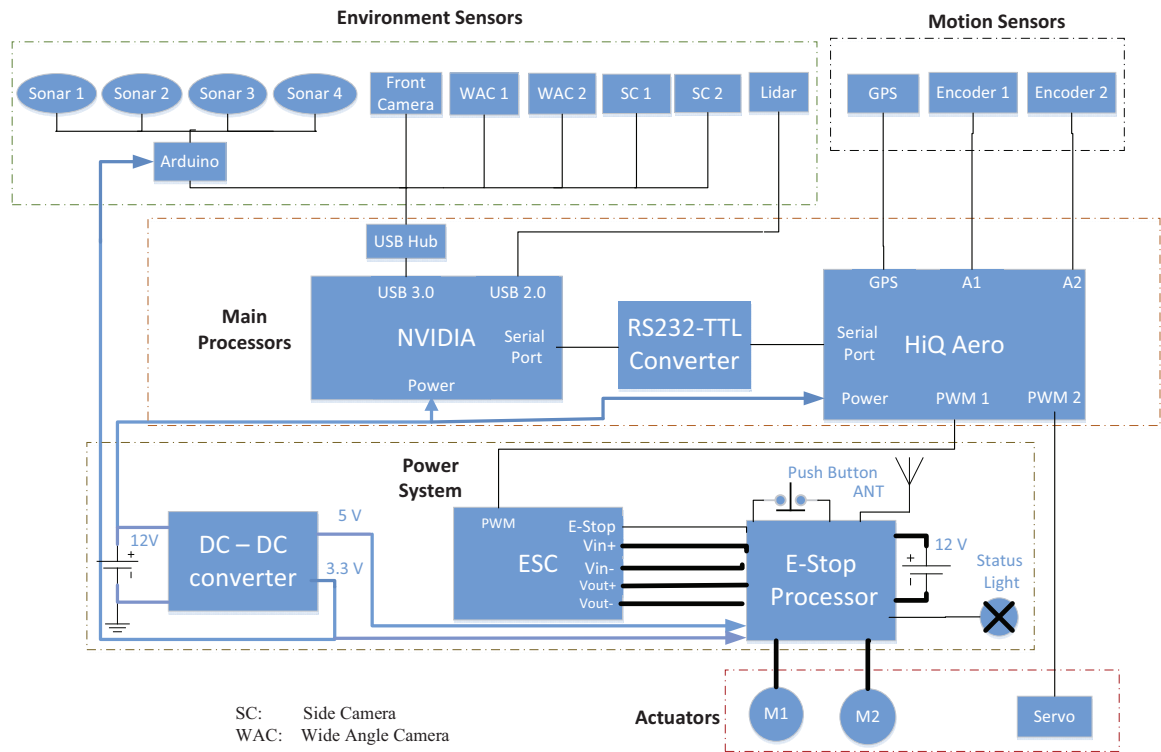 Environment Sensors
Motion Sensors
Sonar 1
Sonar 2
Sonar 3
Sonar 4
Front
Camera
WAC 1
WAC 2
SC 1
SC 2
Lidar
GPS
Encoder 1
Encoder 2
Arduino
USB Hub
Main
Processors
USB 3.0
USB 2.0
NVIDIA
Serial
Port
Power
RS232-TTL
Converter
GPS
A1
A2
Serial
Port
HiQ Aero
Power
PWM 1
PWM 2
Power
System
12V
+
–
DC – DC
converter
5 V
3.3 V
PWM
ESC
E-Stop
Vin+
Vin-
Vout+
Vout-
Push Button
ANT
E-Stop
Processor
12 V
+
–
Status
Light
Actuators
M1
M2
Servo
SC: Side Camera
WAC: Wide Angle Camera